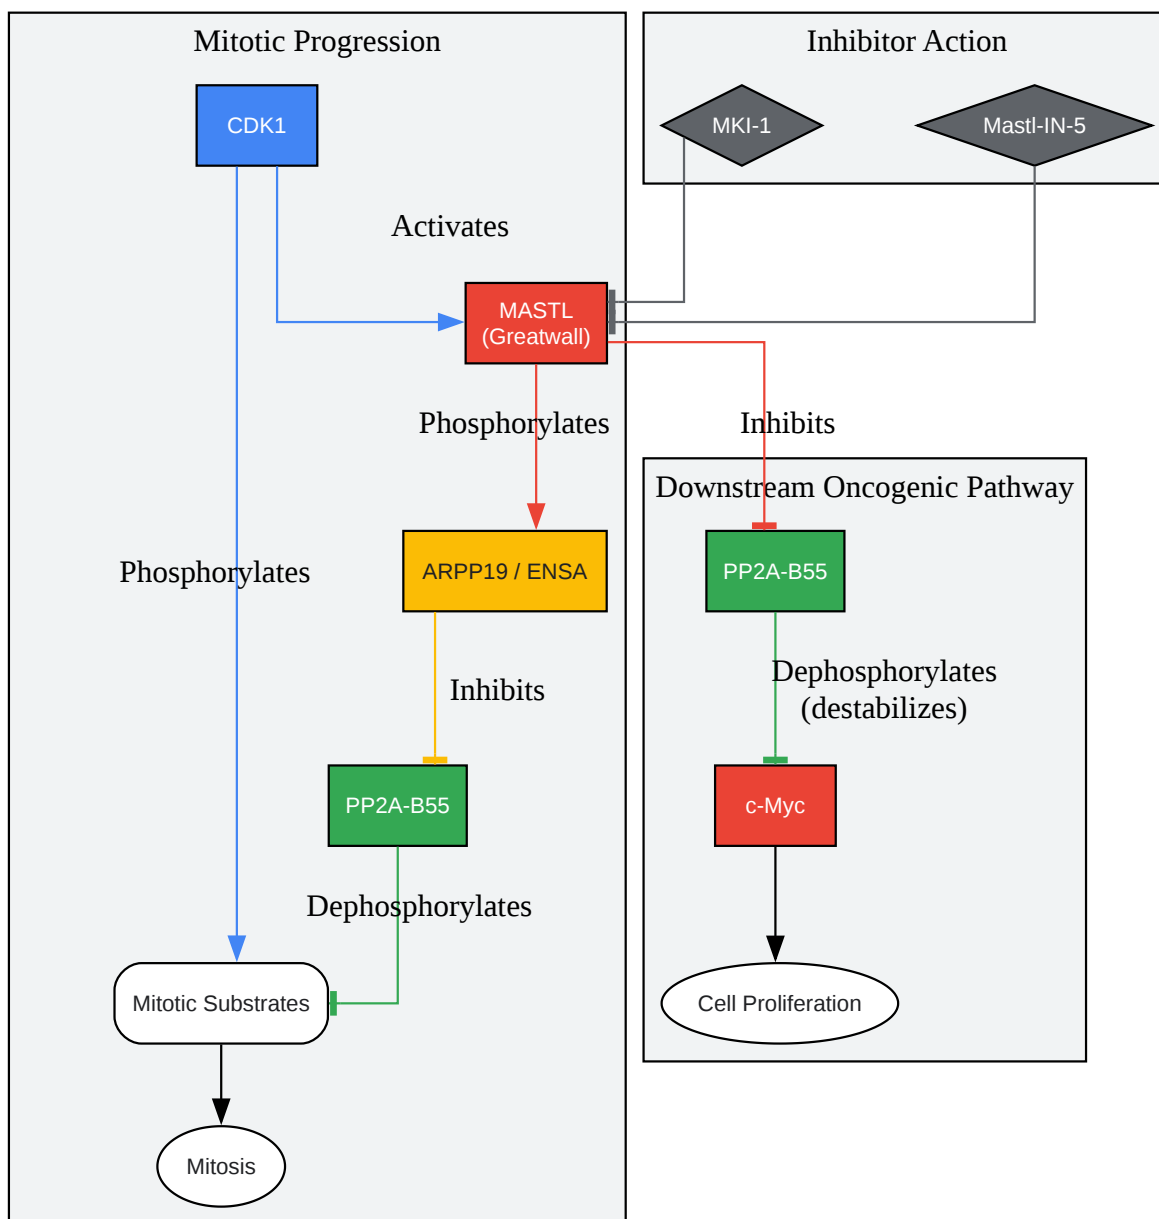 Mitotic Progression
Inhibitor Action
CDK1
MKI-1
Mastl-IN-5
Activates
MASTL
(Greatwall)
Phosphorylates
Inhibits
Downstream Oncogenic Pathway
Phosphorylates
ARPP19 / ENSA
PP2A-B55
Inhibits
Dephosphorylates
(destabilizes)
PP2A-B55
c-Myc
Dephosphorylates
Mitotic Substrates
Cell Proliferation
Mitosis